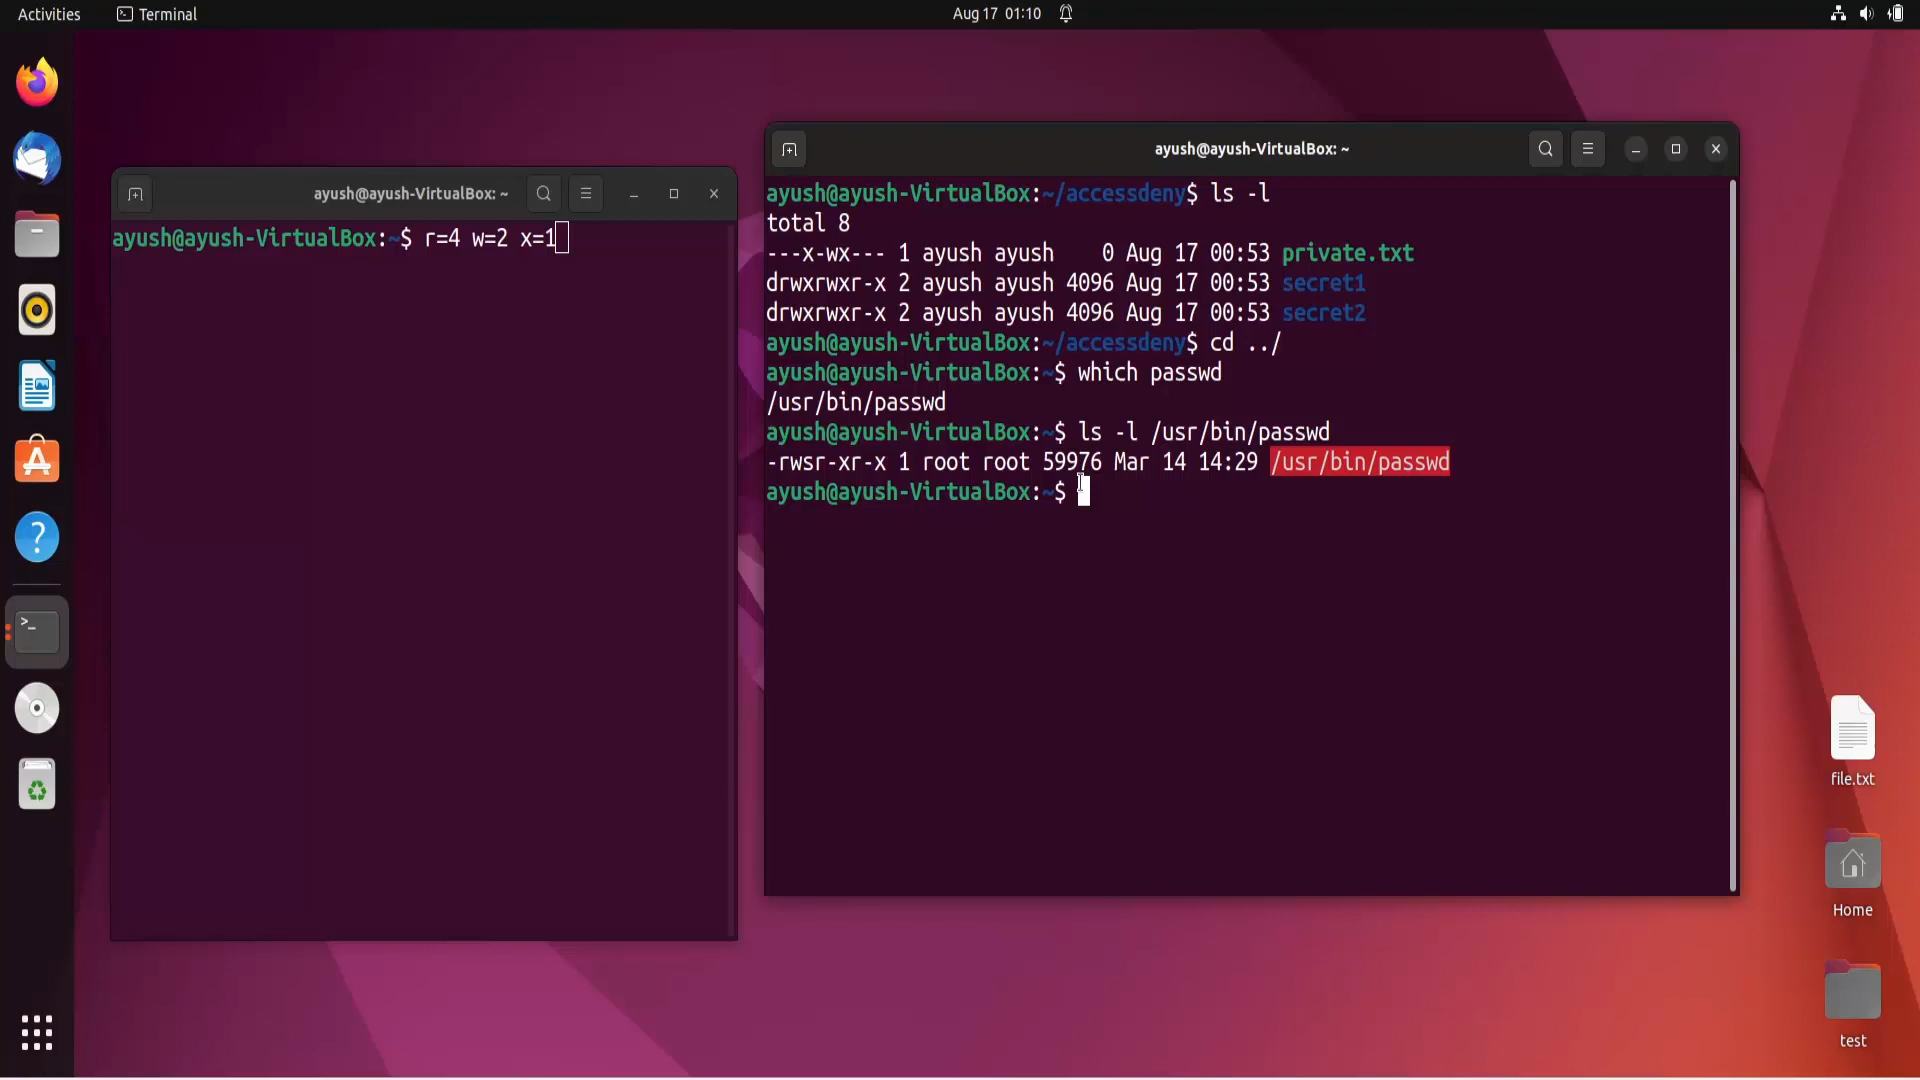 Activities
Terminal
Aug 17 01:10
ayush@ayush-VirtualBox: ~
ayush@ayush-VirtualBox:~$ r=4 w=2 x=1
ayush@ayush-VirtualBox: ~
ayush@ayush-VirtualBox:~/accessdeny$ ls -l
total 8
---x-wx--- 1 ayush ayush    0 Aug 17 00:53 private.txt
drwxrwxr-x 2 ayush ayush 4096 Aug 17 00:53 secret1
drwxrwxr-x 2 ayush ayush 4096 Aug 17 00:53 secret2
ayush@ayush-VirtualBox:~/accessdeny$ cd ../
ayush@ayush-VirtualBox:~$ which passwd
/usr/bin/passwd
ayush@ayush-VirtualBox:~$ ls -l /usr/bin/passwd
-rwsr-xr-x 1 root root 59976 Mar 14 14:29 /usr/bin/passwd
ayush@ayush-VirtualBox:~$
file.txt
Home
test